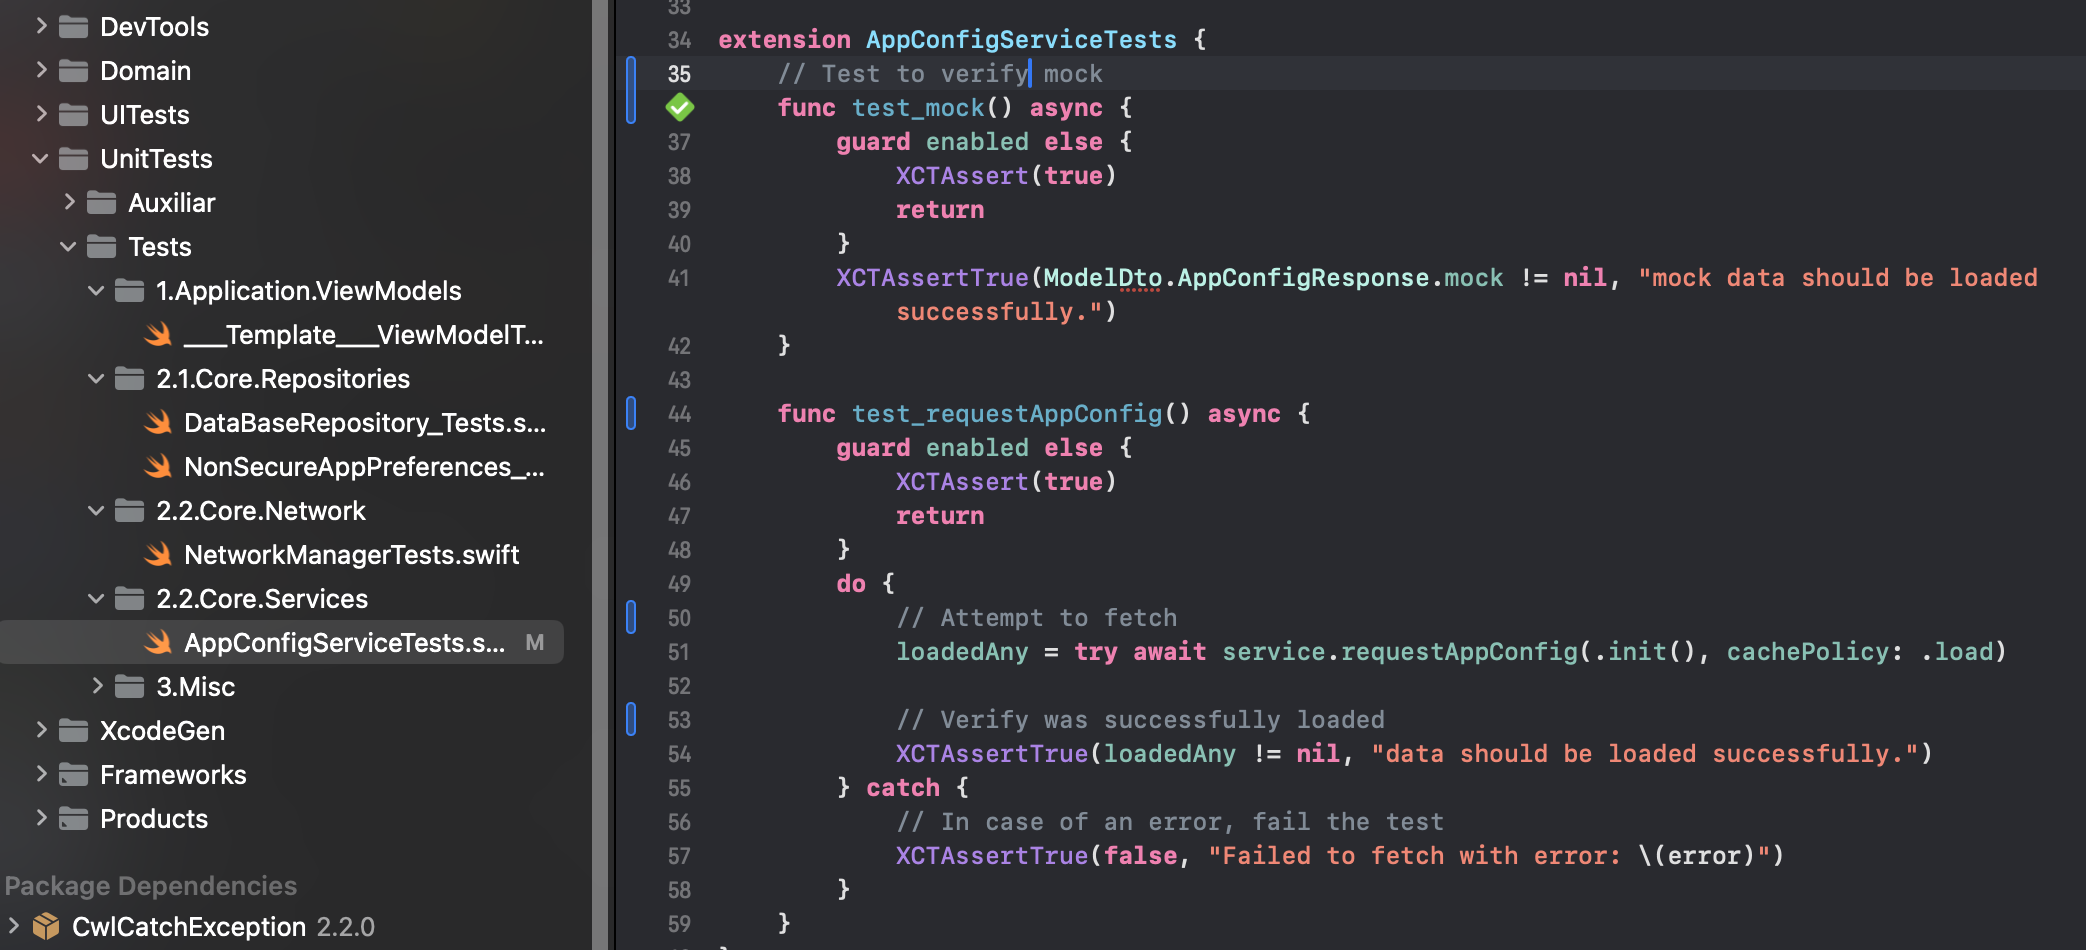 DevTools
Domain
UITests
UnitTests
Auxiliar
Tests
1.Application.ViewModels
___Template___ViewModelT...
2.1.Core.Repositories
DataBaseRepository_Tests.s...
NonSecureAppPreferences_...
2.2.Core.Network
NetworkManagerTests.swift
2.2.Core.Services
AppConfigServiceTests.s... M
3.Misc
XcodeGen
Frameworks
Products
Package Dependencies
CwlCatchException 2.2.0
33
34 extension AppConfigServiceTests {
35 // Test to verify mock
func test_mock() async {
37 guard enabled else {
38 XCTAssert(true)
39 return
40 }
41 XCTAssertTrue(ModelDto.AppConfigResponse.mock != nil, "mock data should be loaded
successfully.")
42 }
43
44 func test_requestAppConfig() async {
45 guard enabled else {
46 XCTAssert(true)
47 return
48 }
49 do {
50 // Attempt to fetch
51 loadedAny = try await service.requestAppConfig(.init(), cachePolicy: .load)
52
53 // Verify was successfully loaded
54 XCTAssertTrue(loadedAny != nil, "data should be loaded successfully.")
55 } catch {
56 // In case of an error, fail the test
57 XCTAssertTrue(false, "Failed to fetch with error: \(error)")
58 }
59 }